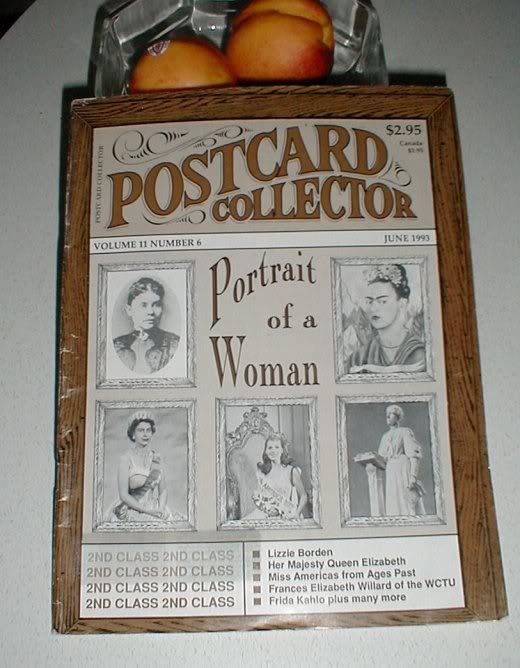 POSTCARD COLLECTOR
$2.95
Canada
$3.95
POSTCARD
COLLECTOR
VOLUME 11 NUMBER 6
JUNE 1993
Portrait
of a
Woman
2ND CLASS 2ND CLASS
2ND CLASS 2ND CLASS
2ND CLASS 2ND CLASS
2ND CLASS 2ND CLASS
Lizzie Borden
Her Majesty Queen Elizabeth
Miss Americas from Ages Past
Frances Elizabeth Willard of the WCTU
Frida Kahlo plus many more